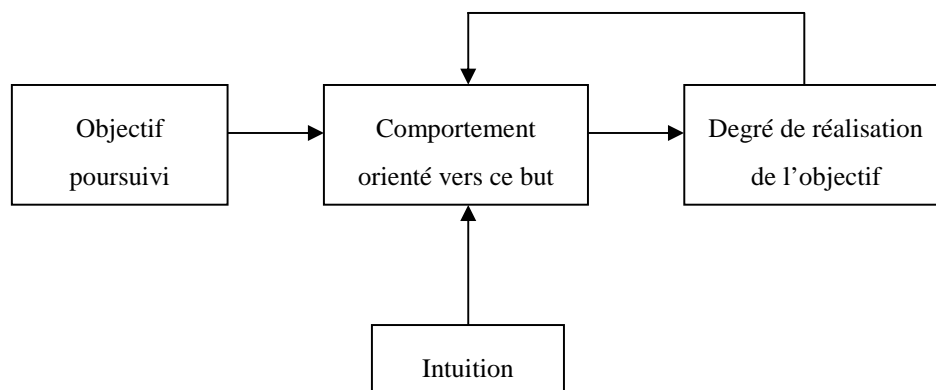 Objectif
poursuivi
Comportement
orienté vers ce but
Degré de réalisation
de l’objectif
Intuition